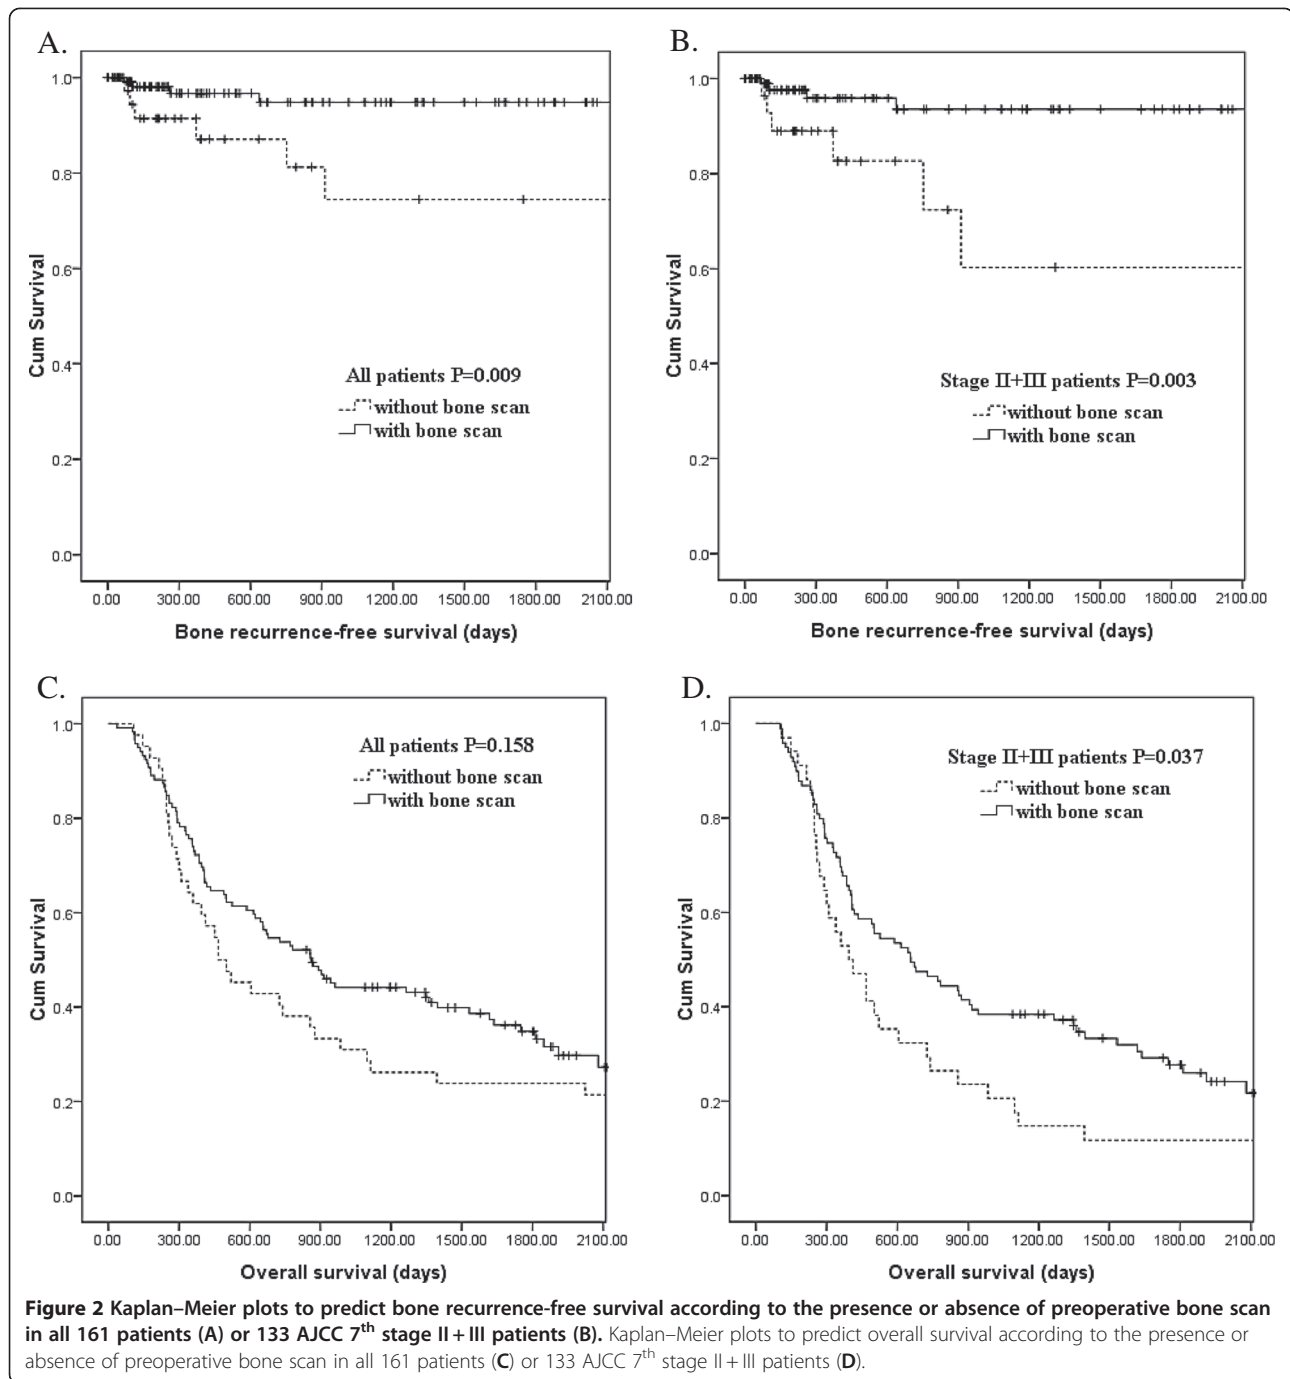 A.
1.0
0.8
0.6
0.4
0.2
0.0
Cum Survival
All patients P=0.009
without bone scan
with bone scan
0.00 300.00 600.00 900.00 1200.00 1500.00 1800.00 2100.00
Bone recurrence-free survival (days)
B.
1.0
0.8
0.6
0.4
0.2
0.0
Cum Survival
Stage II+III patients P=0.003
without bone scan
with bone scan
0.00 300.00 600.00 900.00 1200.00 1500.00 1800.00 2100.00
Bone recurrence-free survival (days)
C.
1.0
0.8
0.6
0.4
0.2
0.0
Cum Survival
All patients P=0.158
without bone scan
with bone scan
0.00 300.00 600.00 900.00 1200.00 1500.00 1800.00 2100.00
Overall survival (days)
D.
1.0
0.8
0.6
0.4
0.2
0.0
Cum Survival
Stage II+III patients P=0.037
without bone scan
with bone scan
0.00 300.00 600.00 900.00 1200.00 1500.00 1800.00 2100.00
Overall survival (days)
Figure 2 Kaplan–Meier plots to predict bone recurrence-free survival according to the presence or absence of preoperative bone scan
in all 161 patients (A) or 133 AJCC 7th stage II + III patients (B). Kaplan–Meier plots to predict overall survival according to the presence or
absence of preoperative bone scan in all 161 patients (C) or 133 AJCC 7th stage II + III patients (D).